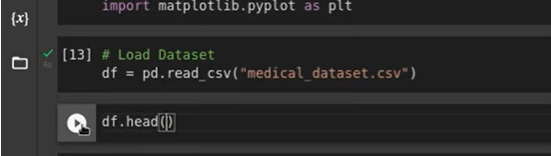 import matplotlib.pyplot as plt
{x}
[13] # Load Dataset
df = pd.read_csv("medical_dataset.csv")
df.head()